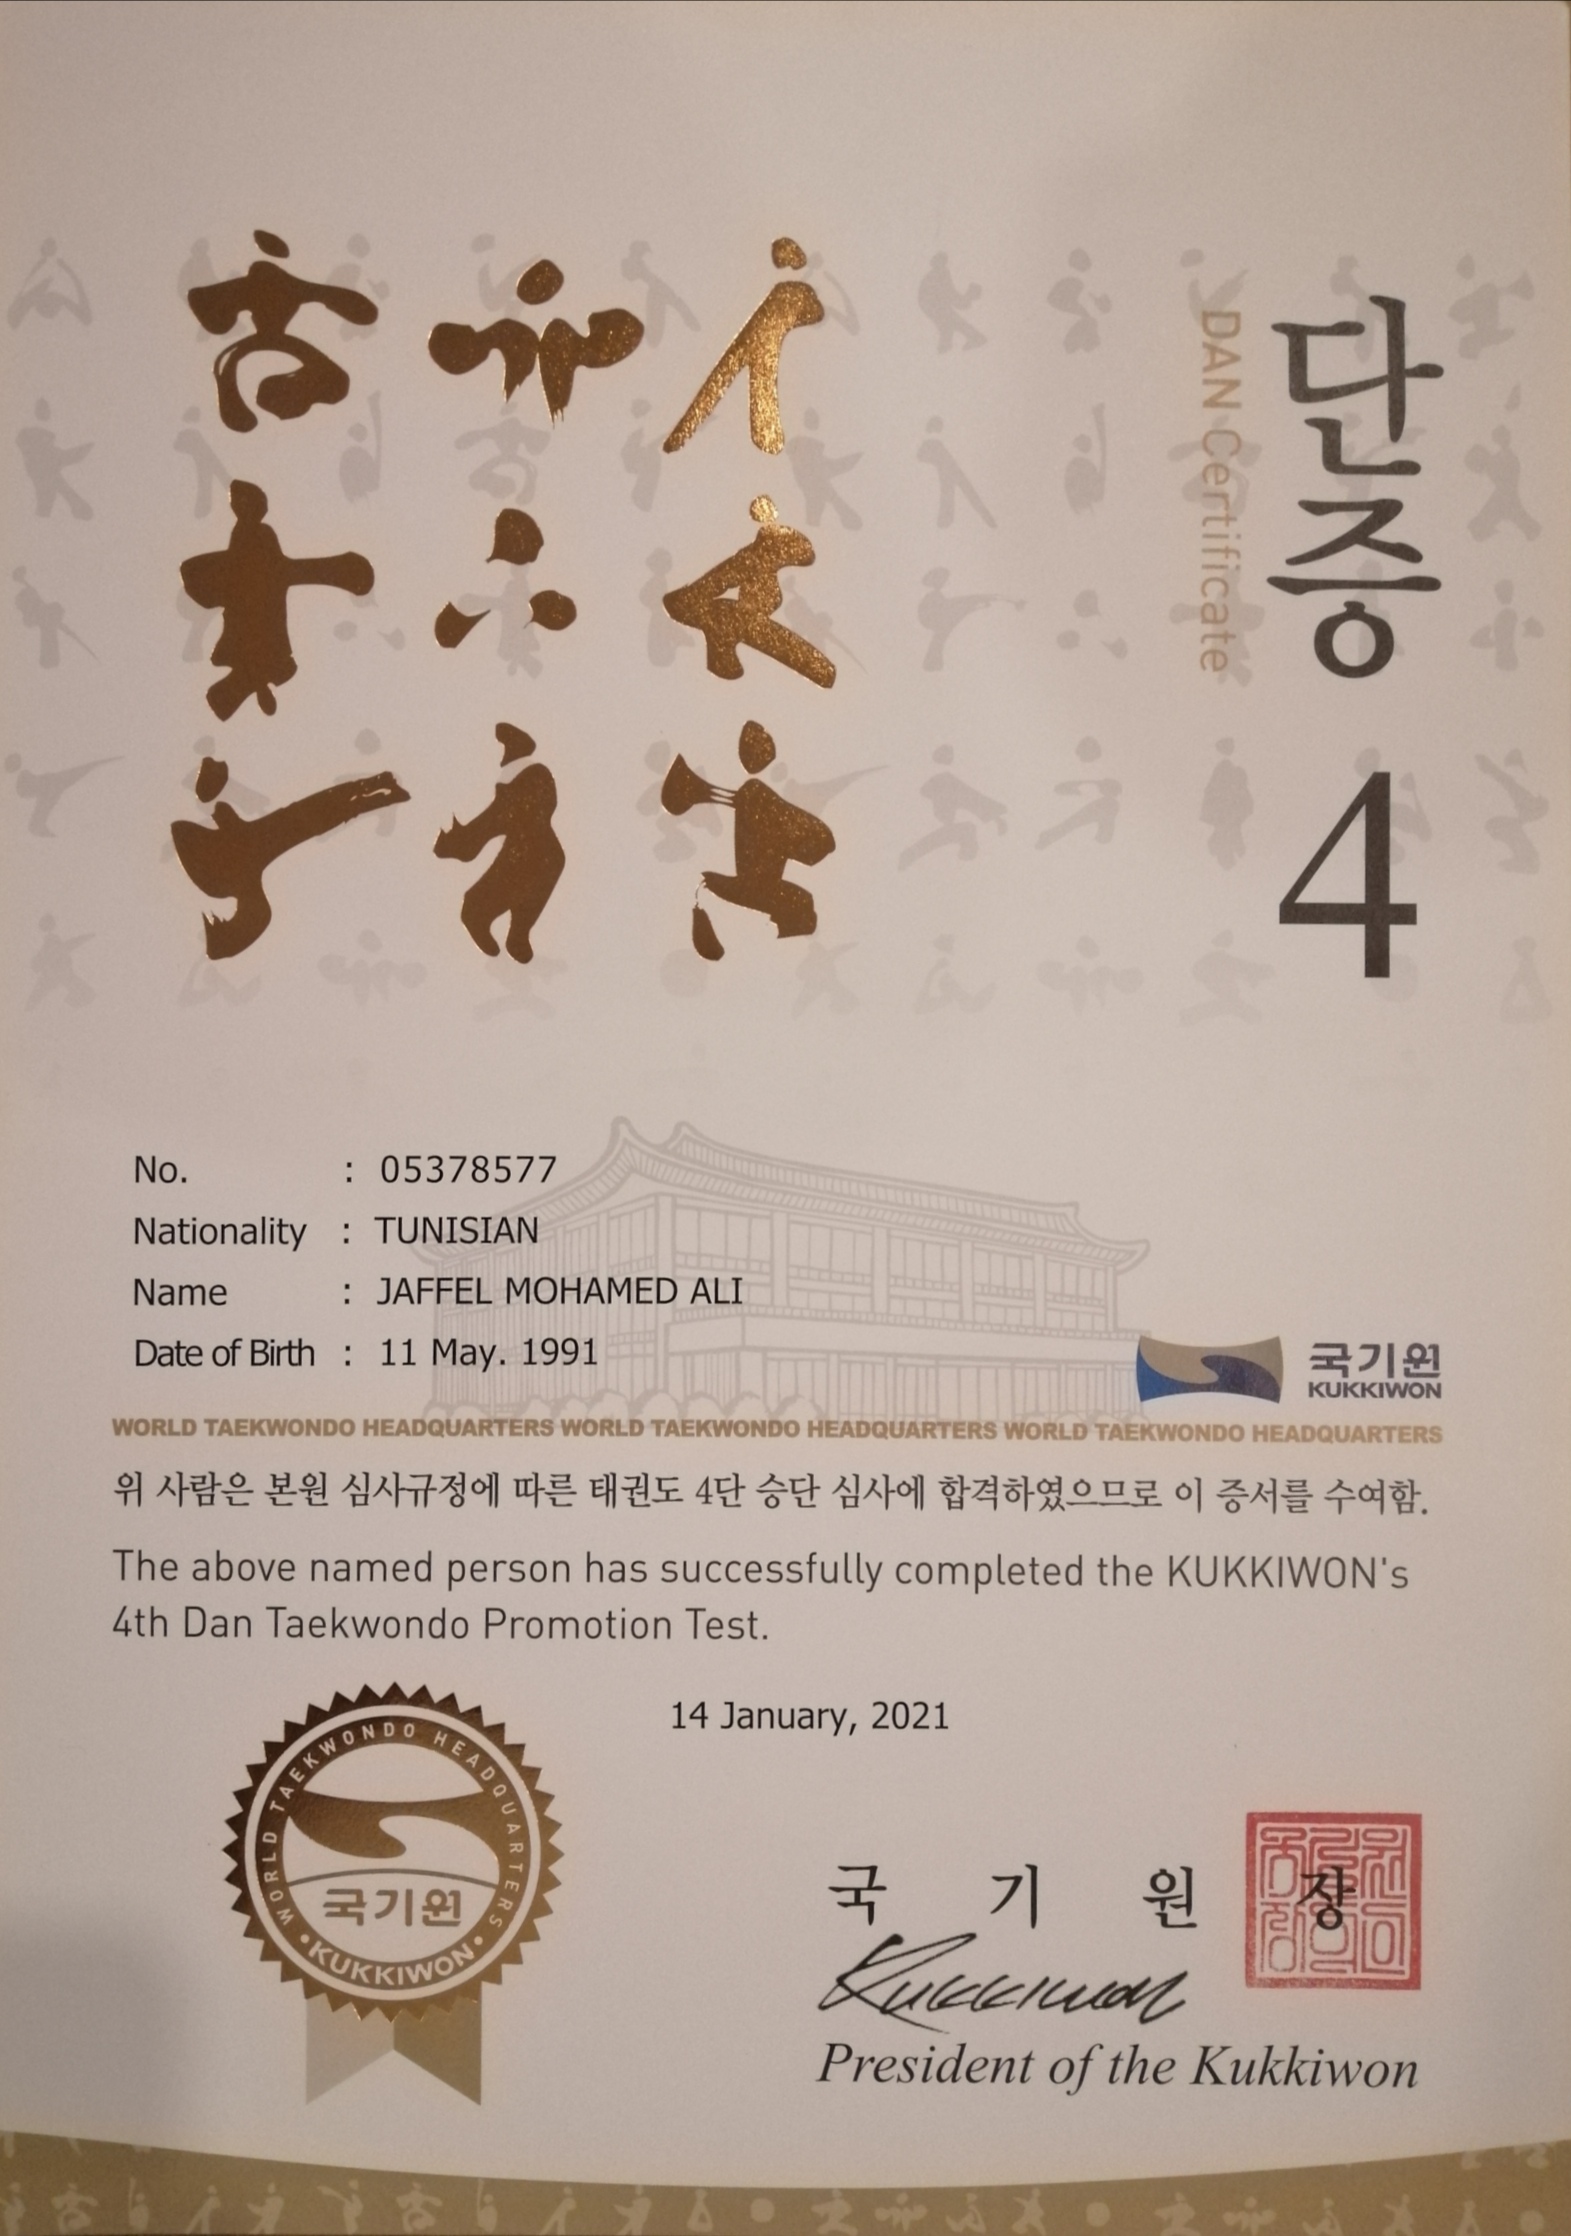 단증 4
DAN Certificate
No. : 05378577
Nationality : TUNISIAN
Name : JAFFEL MOHAMED ALI
Date of Birth : 11 May. 1991
국기원
KUKKIWON
WORLD TAEKWONDO HEADQUARTERS WORLD TAEKWONDO HEADQUARTERS WORLD TAEKWONDO HEADQUARTERS
위 사람은 본원 심사규정에 따른 태권도 4단 승단 심사에 합격하였으므로 이 증서를 수여함.
The above named person has successfully completed the KUKKIWON's
4th Dan Taekwondo Promotion Test.
14 January, 2021
WORLD TAEKWONDO HEADQUARTERS
국기원
KUKKIWON
국 기 원 장
Kukkiwon
President of the Kukkiwon